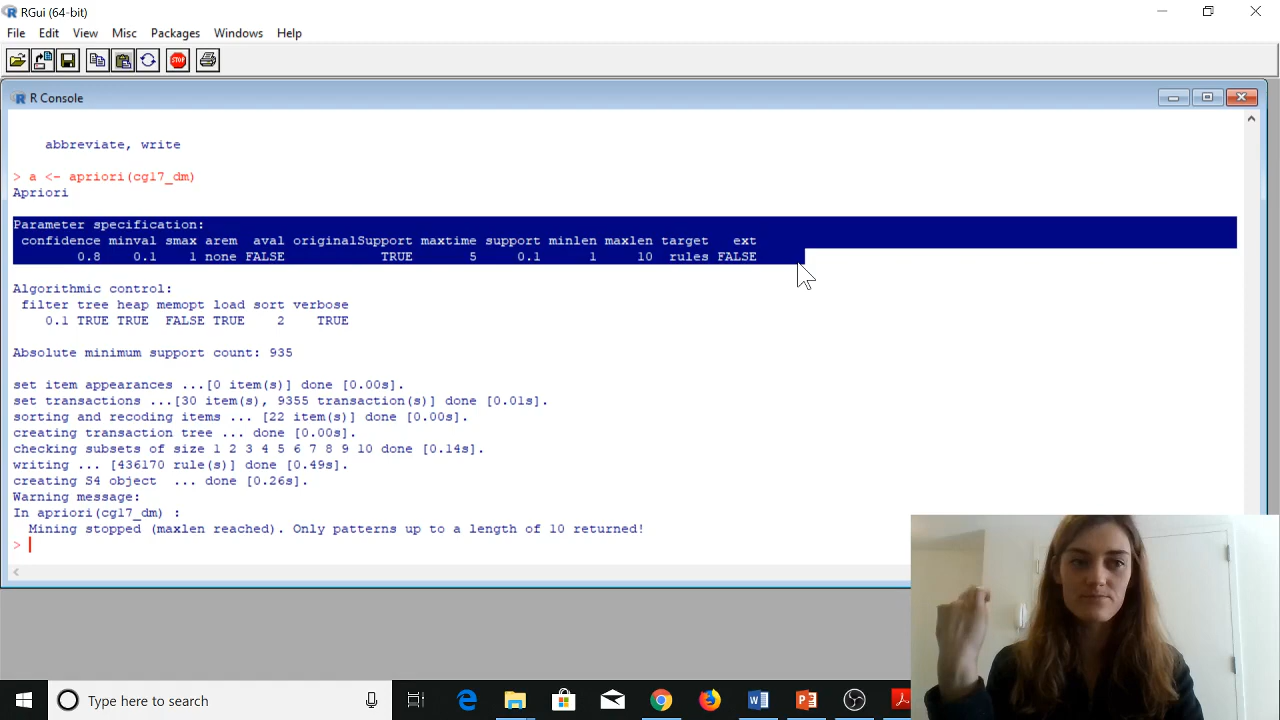 RGui (64-bit)
File Edit View Misc Packages Windows Help
STOP
R Console
abbreviate, write
> a <- apriori(cg17_dm)
Apriori
Parameter specification:
confidence minval smax arem aval originalSupport maxtime support minlen maxlen target ext
0.8 0.1 1 none FALSE TRUE 5 0.1 1 10 rules FALSE
Algorithmic control:
filter tree heap memopt load sort verbose
0.1 TRUE TRUE FALSE TRUE 2 TRUE
Absolute minimum support count: 935
set item appearances ...[0 item(s)] done [0.00s].
set transactions ...[30 item(s), 9355 transaction(s)] done [0.01s].
sorting and recoding items ... [22 item(s)] done [0.00s].
creating transaction tree ... done [0.00s].
checking subsets of size 1 2 3 4 5 6 7 8 9 10 done [0.14s].
writing ... [436170 rule(s)] done [0.49s].
creating S4 object ... done [0.26s].
Warning message:
In apriori(cg17_dm) :
Mining stopped (maxlen reached). Only patterns up to a length of 10 returned!
>
Type here to search